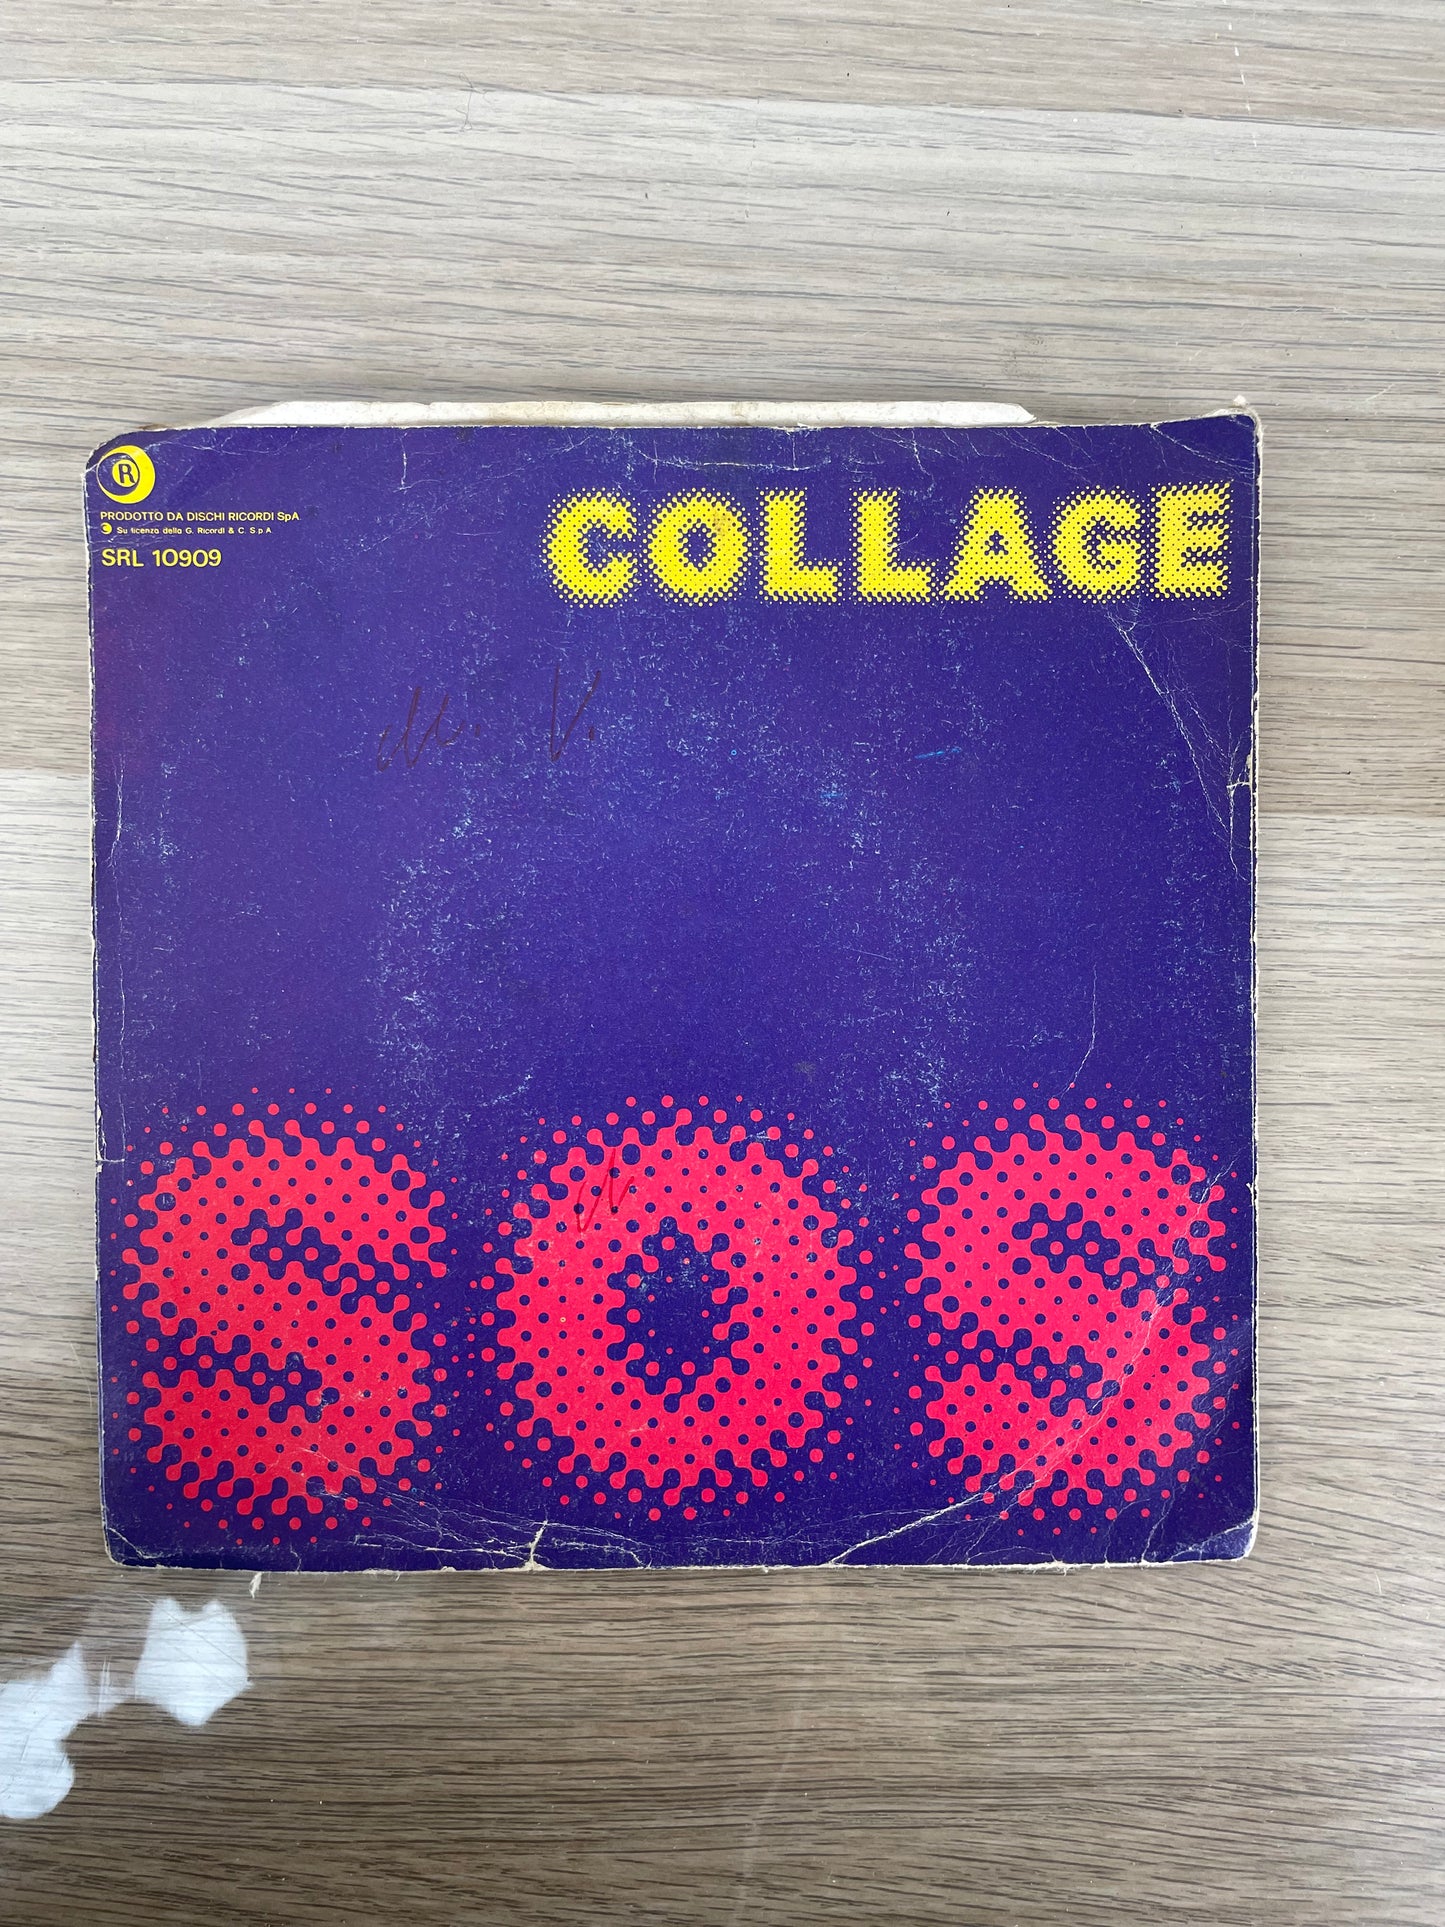 R
COLLAGE
PRODOTTO DA DISCHI RICORDI SpA
Su licenza della G. Ricordi & C. S.p.A.
SRL 10909
M. V.
SOS